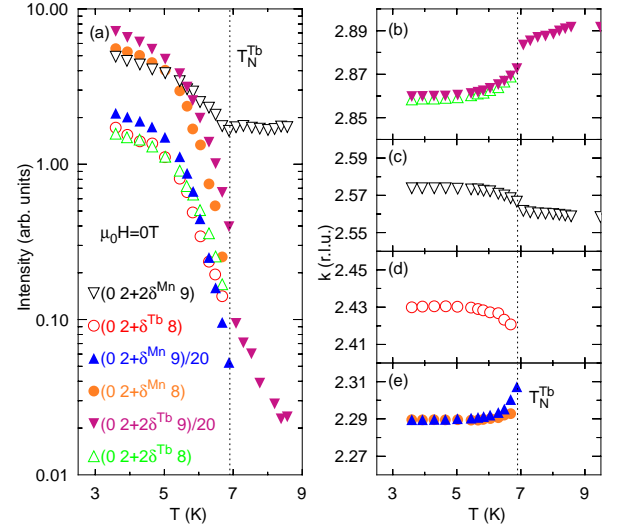 10.00
1.00
0.10
0.01
Intensity (arb. units)
(a)
T_N^Tb
μ₀H=0T
(0 2+2δ^Mn 9)
(0 2+δ^Tb 8)
(0 2+δ^Mn 9)/20
(0 2+δ^Mn 8)
(0 2+2δ^Tb 9)/20
(0 2+2δ^Tb 8)
3 5 7 9
T (K)
(b)
2.89
2.87
2.85
(c)
2.59
2.57
2.55
k (r.l.u.)
(d)
2.45
2.43
2.41
(e)
2.31
2.29
2.27
T_N^Tb
3 5 7 9
T (K)